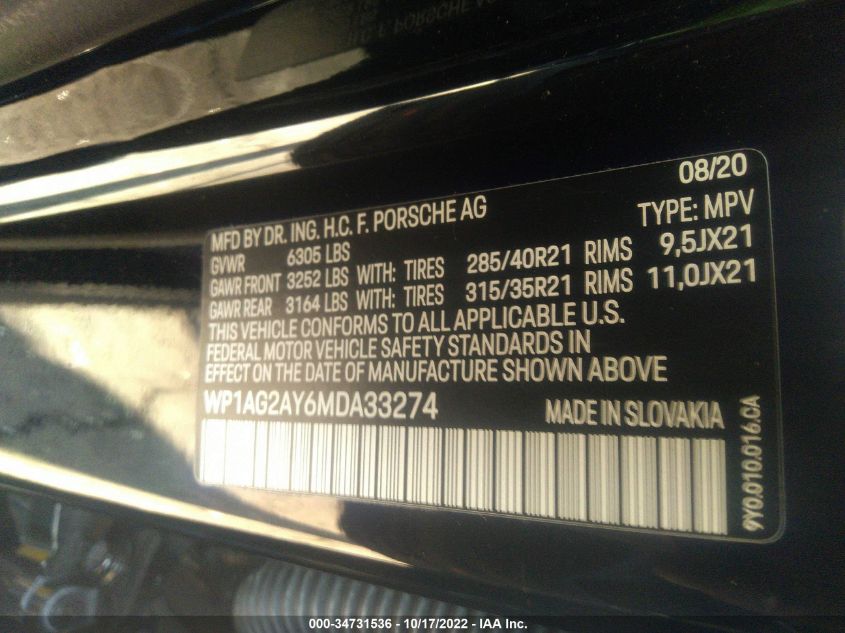 08/20
MFD BY DR. ING. H.C. F. PORSCHE AG
TYPE: MPV
GVWR 6305 LBS
GAWR FRONT 3252 LBS WITH: TIRES 285/40R21 RIMS 9,5JX21
GAWR REAR 3164 LBS WITH: TIRES 315/35R21 RIMS 11,0JX21
THIS VEHICLE CONFORMS TO ALL APPLICABLE U.S.
FEDERAL MOTOR VEHICLE SAFETY STANDARDS IN
EFFECT ON THE DATE OF MANUFACTURE SHOWN ABOVE
WP1AG2AY6MDA33274 MADE IN SLOVAKIA
9Y0.010.016.CA
000-34731536 - 10/17/2022 - IAA Inc.